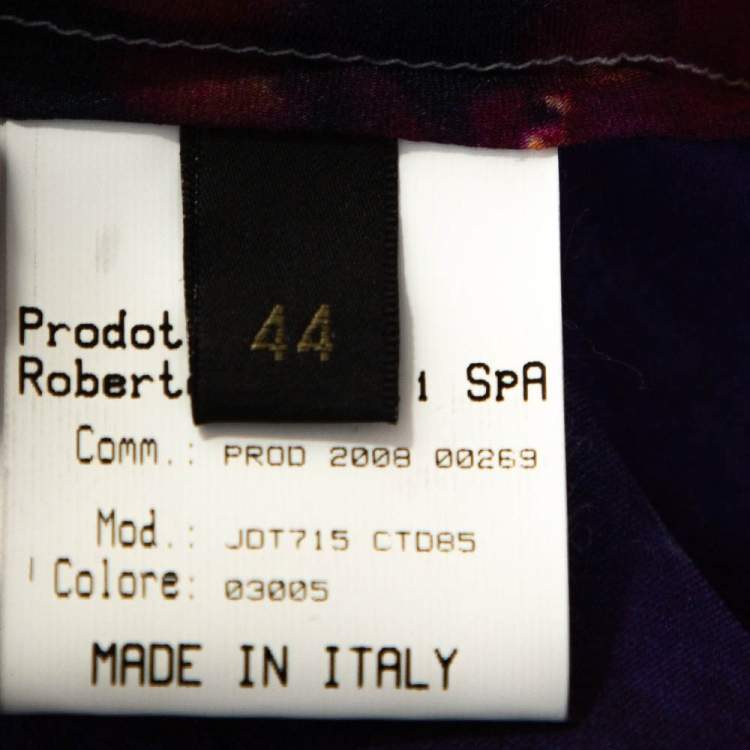 44
Prodot
Robert i SpA
Comm.: PROD 2008 00269
Mod.: JDT715 CTD85
Colore: 03005
MADE IN ITALY